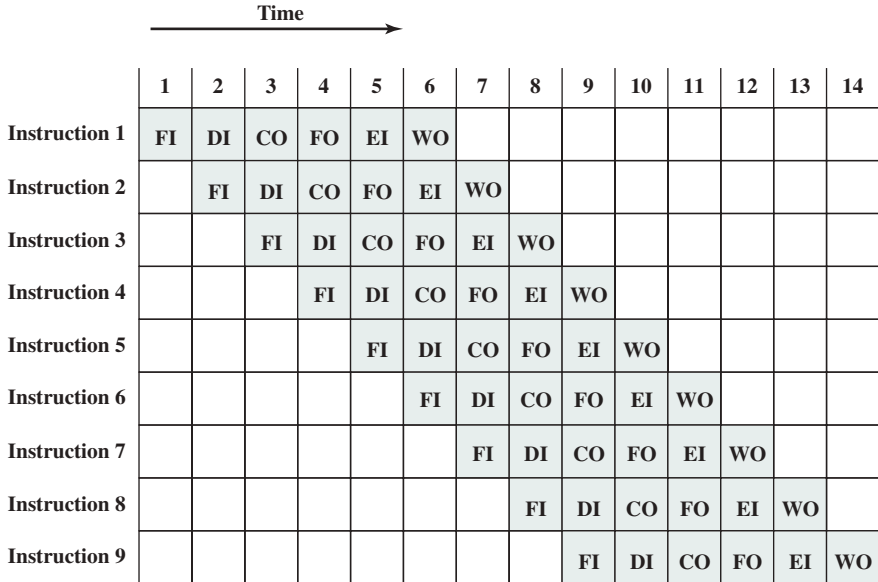 Time
1 2 3 4 5 6 7 8 9 10 11 12 13 14
Instruction 1 FI DI CO FO EI WO
Instruction 2 FI DI CO FO EI WO
Instruction 3 FI DI CO FO EI WO
Instruction 4 FI DI CO FO EI WO
Instruction 5 FI DI CO FO EI WO
Instruction 6 FI DI CO FO EI WO
Instruction 7 FI DI CO FO EI WO
Instruction 8 FI DI CO FO EI WO
Instruction 9 FI DI CO FO EI WO